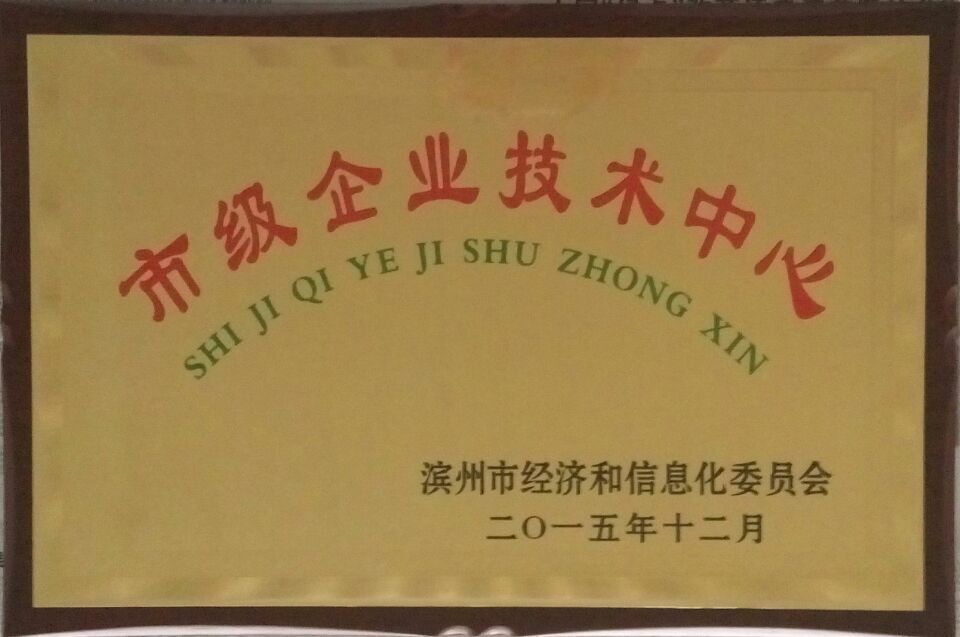 市级企业技术中心
SHI JI QI YE JI SHU ZHONG XIN
滨州市经济和信息化委员会
二〇一五年十二月